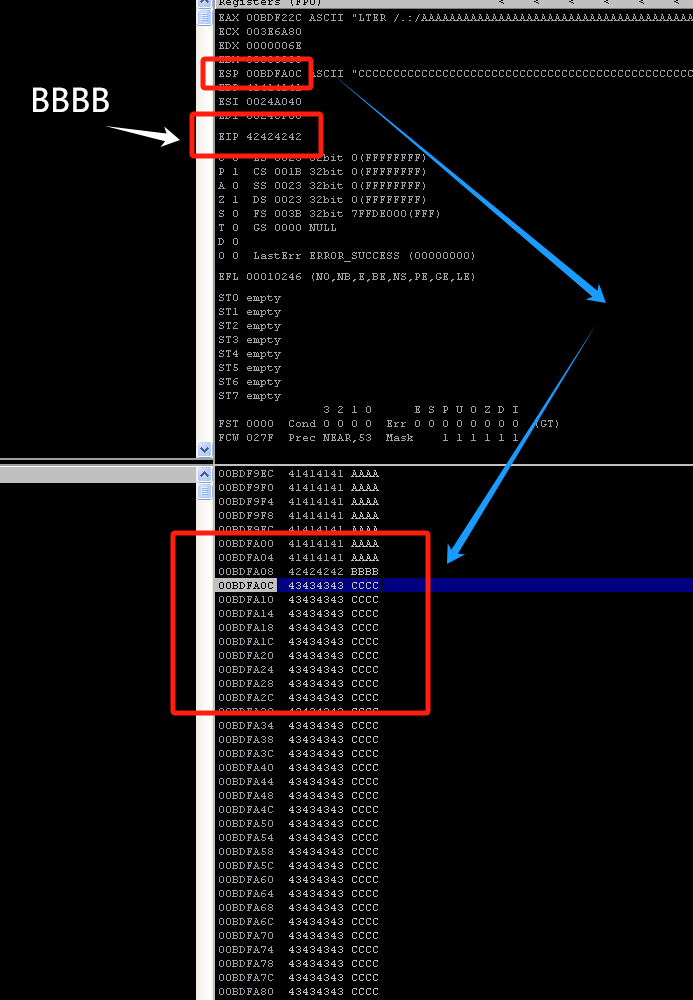 Registers (FPU) < < < < <
EAX 00BDF22C ASCII "LTER /.:/AAAAAAAAAAAAAAAAAAAAAAAAAAAAAAAAAAAAAAA
ECX 003E6A80
EDX 0000006E
ESP 00BDFA0C ASCII "CCCCCCCCCCCCCCCCCCCCCCCCCCCCCCCCCCCCCCCCCCCCCCCC
BBBB
ESI 0024A040
EIP 42424242
32bit 0(FFFFFFFF)
P 1 CS 001B 32bit 0(FFFFFFFF)
A 0 SS 0023 32bit 0(FFFFFFFF)
Z 1 DS 0023 32bit 0(FFFFFFFF)
S 0 FS 003B 32bit 7FFDE000(FFF)
T 0 GS 0000 NULL
D 0
O 0 LastErr ERROR_SUCCESS (00000000)
EFL 00010246 (NO,NB,E,BE,NS,PE,GE,LE)
ST0 empty
ST1 empty
ST2 empty
ST3 empty
ST4 empty
ST5 empty
ST6 empty
ST7 empty
3 2 1 0 E S P U O Z D I
FST 0000 Cond 0 0 0 0 Err 0 0 0 0 0 0 0 0 (GT)
FCW 027F Prec NEAR,53 Mask 1 1 1 1 1 1
00BDF9EC 41414141 AAAA
00BDF9F0 41414141 AAAA
00BDF9F4 41414141 AAAA
00BDF9F8 41414141 AAAA
00BDF9FC 41414141 AAAA
00BDFA00 41414141 AAAA
00BDFA04 41414141 AAAA
00BDFA08 42424242 BBBB
00BDFA0C 43434343 CCCC
00BDFA10 43434343 CCCC
00BDFA14 43434343 CCCC
00BDFA18 43434343 CCCC
00BDFA1C 43434343 CCCC
00BDFA20 43434343 CCCC
00BDFA24 43434343 CCCC
00BDFA28 43434343 CCCC
00BDFA2C 43434343 CCCC
00BDFA30 43434343 CCCC
00BDFA34 43434343 CCCC
00BDFA38 43434343 CCCC
00BDFA3C 43434343 CCCC
00BDFA40 43434343 CCCC
00BDFA44 43434343 CCCC
00BDFA48 43434343 CCCC
00BDFA4C 43434343 CCCC
00BDFA50 43434343 CCCC
00BDFA54 43434343 CCCC
00BDFA58 43434343 CCCC
00BDFA5C 43434343 CCCC
00BDFA60 43434343 CCCC
00BDFA64 43434343 CCCC
00BDFA68 43434343 CCCC
00BDFA6C 43434343 CCCC
00BDFA70 43434343 CCCC
00BDFA74 43434343 CCCC
00BDFA78 43434343 CCCC
00BDFA7C 43434343 CCCC
00BDFA80 43434343 CCCC